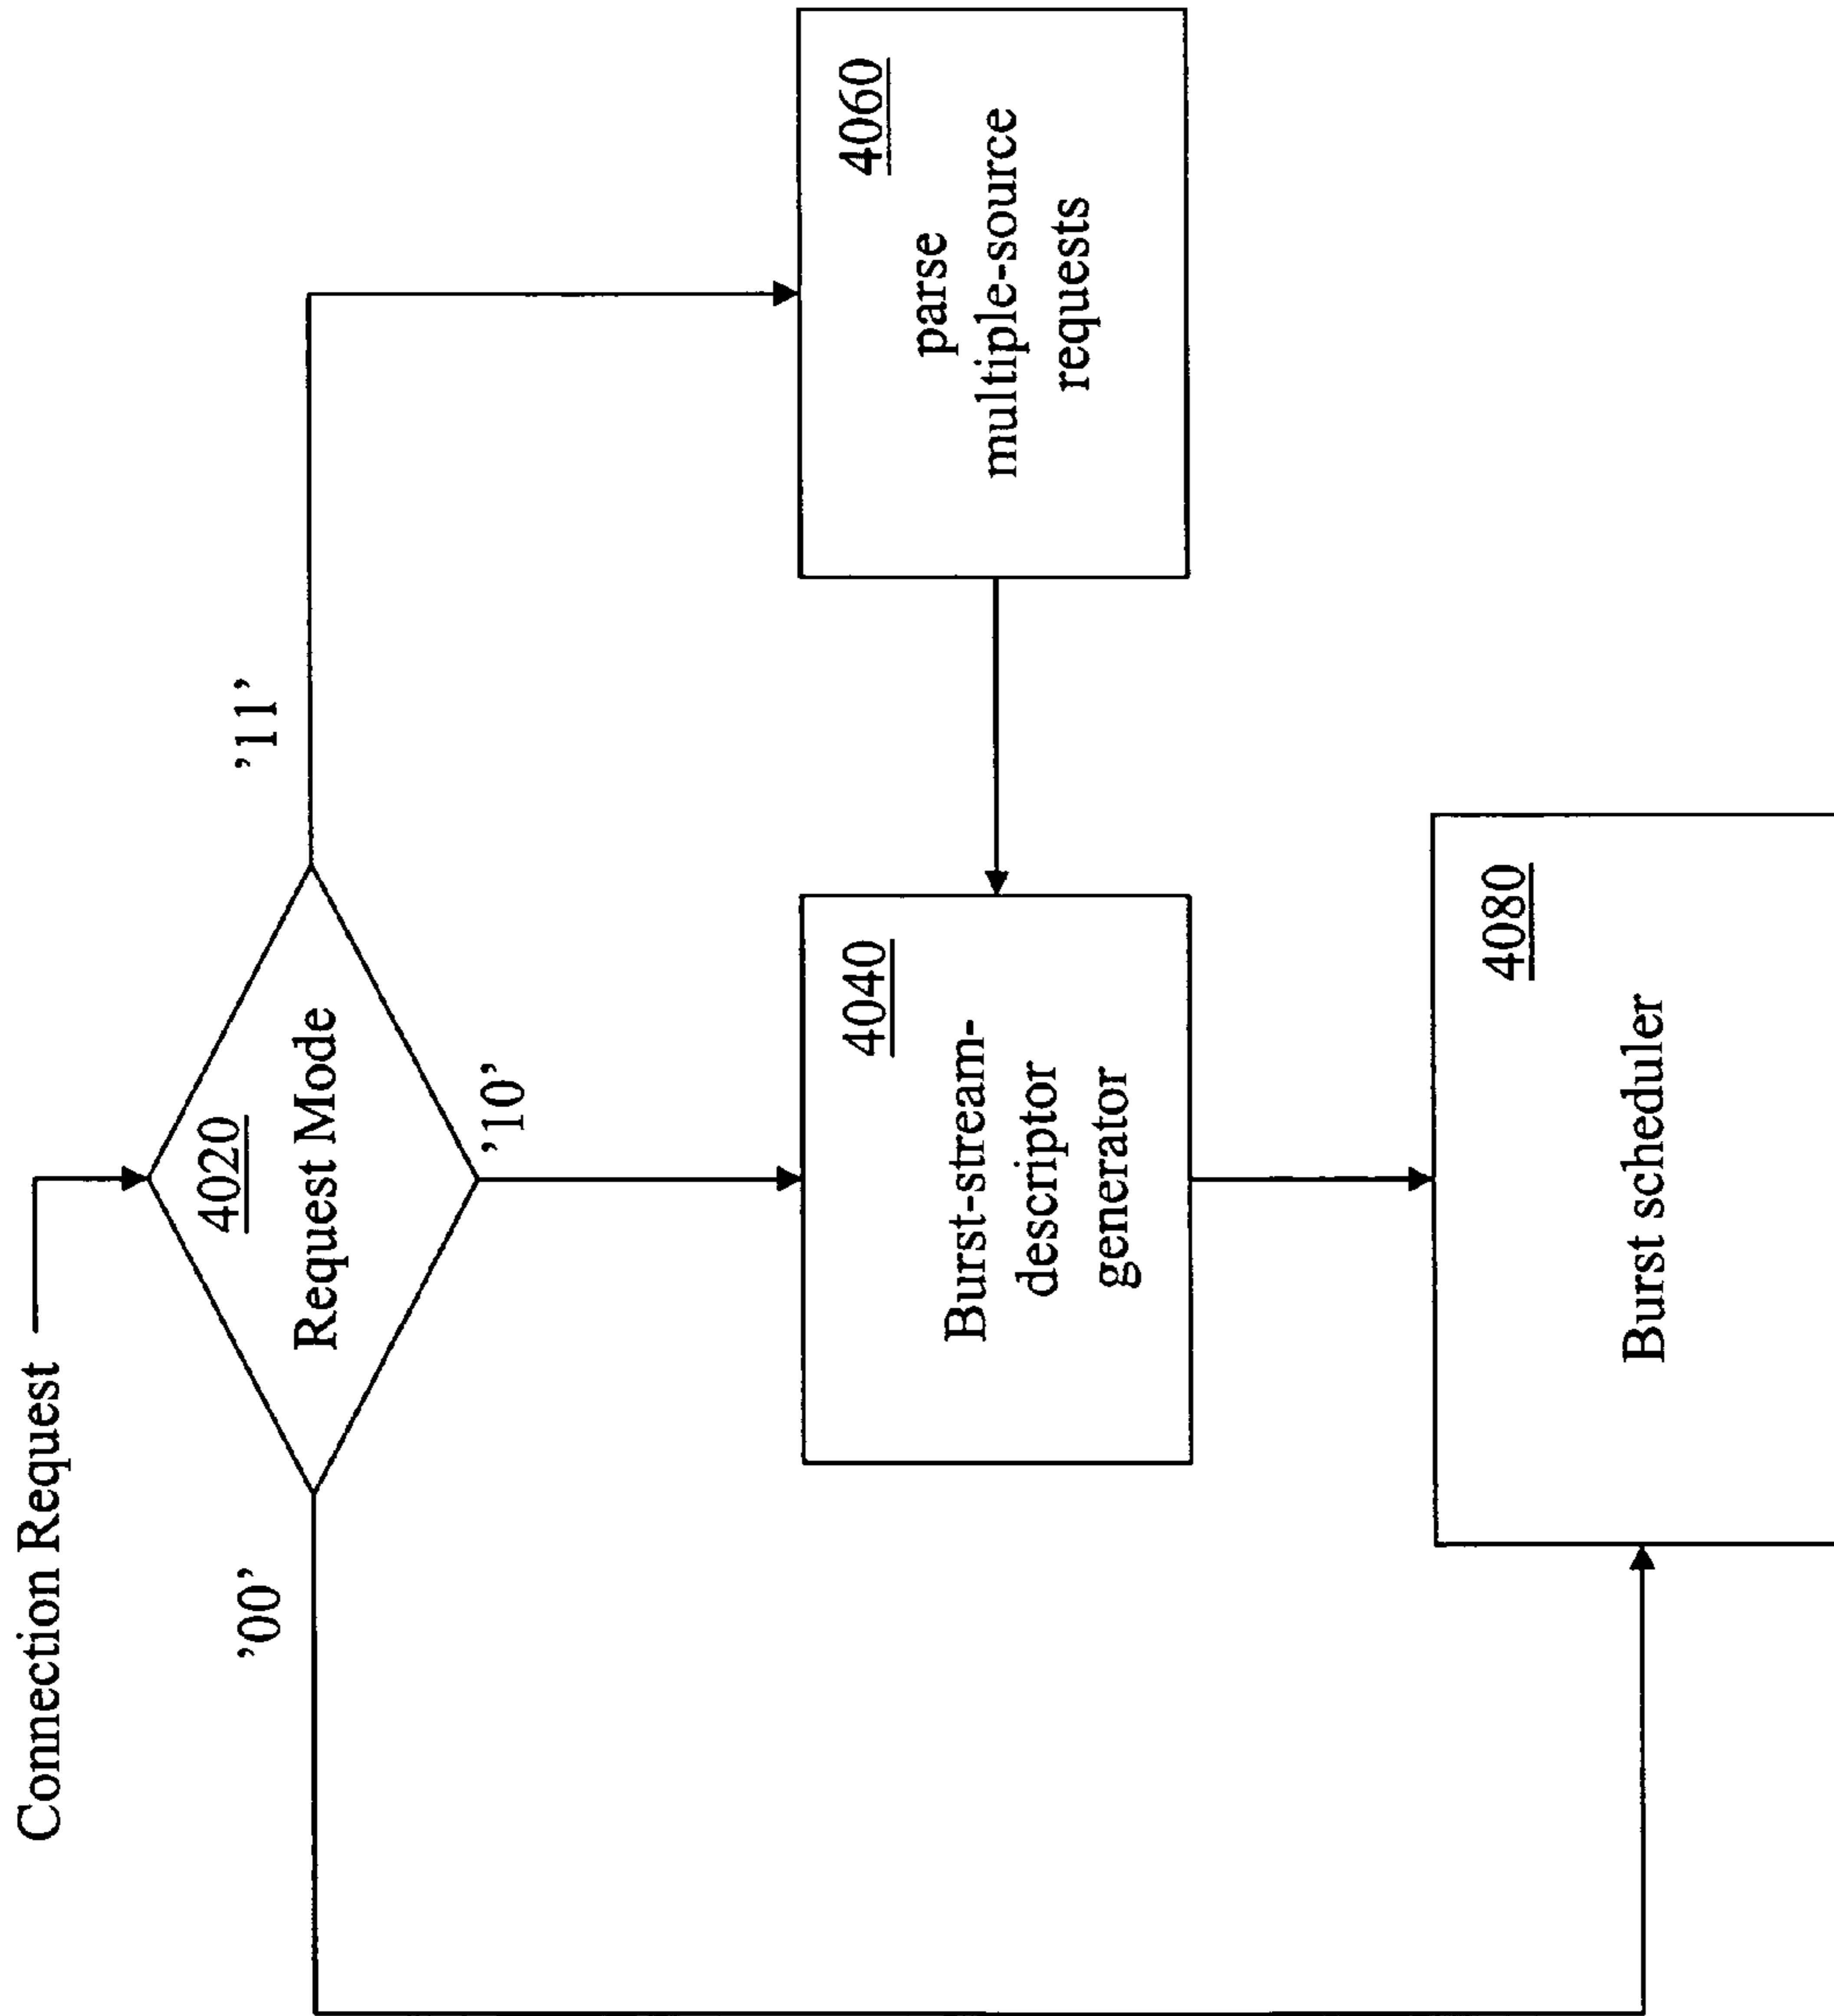 Connection Request
4020
Request Mode
’00’
’10’
’11’
4040
Burst-stream-
descriptor
generator
4060
parse
multiple-source
requests
4080
Burst scheduler